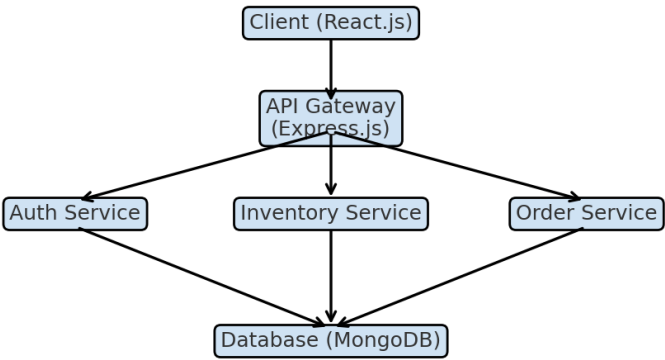 Client (React.js)
API Gateway
(Express.js)
Auth Service
Inventory Service
Order Service
Database (MongoDB)